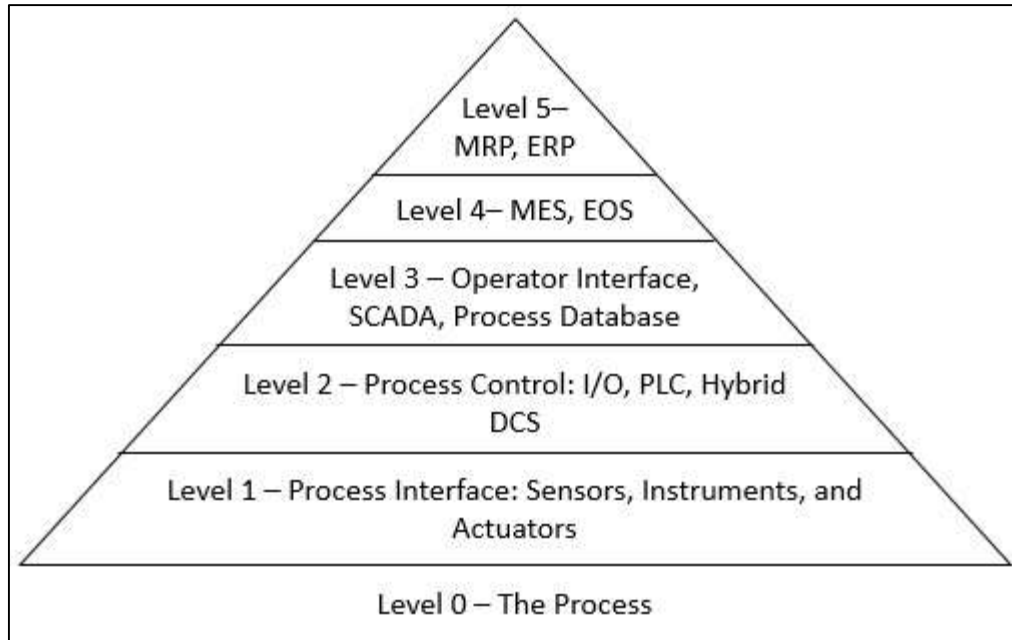 Level 5–
MRP, ERP
Level 4– MES, EOS
Level 3 – Operator Interface,
SCADA, Process Database
Level 2 – Process Control: I/O, PLC, Hybrid
DCS
Level 1 – Process Interface: Sensors, Instruments, and
Actuators
Level 0 – The Process